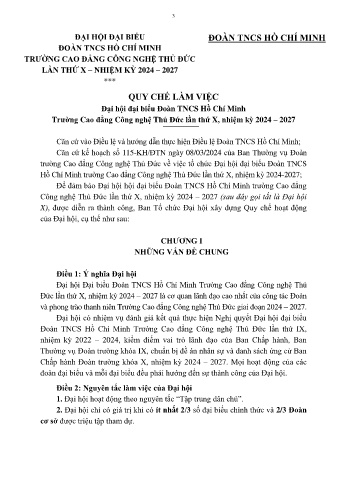 3
ĐẠI HỘI ĐẠI BIỂU
ĐOÀN TNCS HỒ CHÍ MINH
TRƯỜNG CAO ĐẲNG CÔNG NGHỆ THỦ ĐỨC
LẦN THỨ X – NHIỆM KỲ 2024 – 2027
***
ĐOÀN TNCS HỒ CHÍ MINH
QUY CHẾ LÀM VIỆC
Đại hội đại biểu Đoàn TNCS Hồ Chí Minh
Trường Cao đẳng Công nghệ Thủ Đức lần thứ X, nhiệm kỳ 2024 – 2027
Căn cứ vào Điều lệ và hướng dẫn thực hiện Điều lệ Đoàn TNCS Hồ Chí Minh;
Căn cứ kế hoạch số 115-KH/ĐTN ngày 08/03/2024 của Ban Thường vụ Đoàn
trường Cao đẳng Công nghệ Thủ Đức về việc tổ chức Đại hội đại biểu Đoàn TNCS
Hồ Chí Minh trường Cao đẳng Công nghệ Thủ Đức lần thứ X, nhiệm kỳ 2024-2027;
Để đảm bảo Đại hội hội đại biểu Đoàn TNCS Hồ Chí Minh trường Cao đẳng
Công nghệ Thủ Đức lần thứ X, nhiệm kỳ 2024 – 2027 (sau đây gọi tắt là Đại hội
X), được diễn ra thành công, Ban Tổ chức Đại hội xây dựng Quy chế hoạt động
của Đại hội, cụ thể như sau:
CHƯƠNG I
NHỮNG VẤN ĐỀ CHUNG
Điều 1: Ý nghĩa Đại hội
Đại hội Đại biểu Đoàn TNCS Hồ Chí Minh Trường Cao đẳng Công nghệ Thủ
Đức lần thứ X, nhiệm kỳ 2024 – 2027 là cơ quan lãnh đạo cao nhất của công tác Đoàn
và phong trào thanh niên Trường Cao đẳng Công nghệ Thủ Đức giai đoạn 2024 – 2027.
Đại hội có nhiệm vụ đánh giá kết quả thực hiện Nghị quyết Đại hội đại biểu
Đoàn TNCS Hồ Chí Minh Trường Cao đẳng Công nghệ Thủ Đức lần thứ IX,
nhiệm kỳ 2022 – 2024, kiểm điểm vai trò lãnh đạo của Ban Chấp hành, Ban
Thường vụ Đoàn trường khóa IX, chuẩn bị đề án nhân sự và danh sách ứng cử Ban
Chấp hành Đoàn trường khóa X, nhiệm kỳ 2024 – 2027. Mọi hoạt động của các
đoàn đại biểu và mỗi đại biểu đều phải hướng đến sự thành công của Đại hội.
Điều 2: Nguyên tắc làm việc của Đại hội
1. Đại hội hoạt động theo nguyên tắc “Tập trung dân chủ”.
2. Đại hội chỉ có giá trị khi có ít nhất 2/3 số đại biểu chính thức và 2/3 Đoàn
cơ sở được triệu tập tham dự.